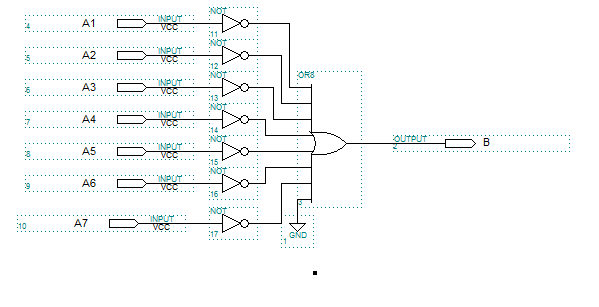 NOT
4 A1 INPUT VCC 11
NOT
5 A2 INPUT VCC 12
NOT OR8
6 A3 INPUT VCC 13
NOT
7 A4 INPUT VCC 14
NOT OUTPUT B
2
8 A5 INPUT VCC 15
NOT
9 A6 INPUT VCC 16
3
NOT
10 A7 INPUT VCC 17
GND
1